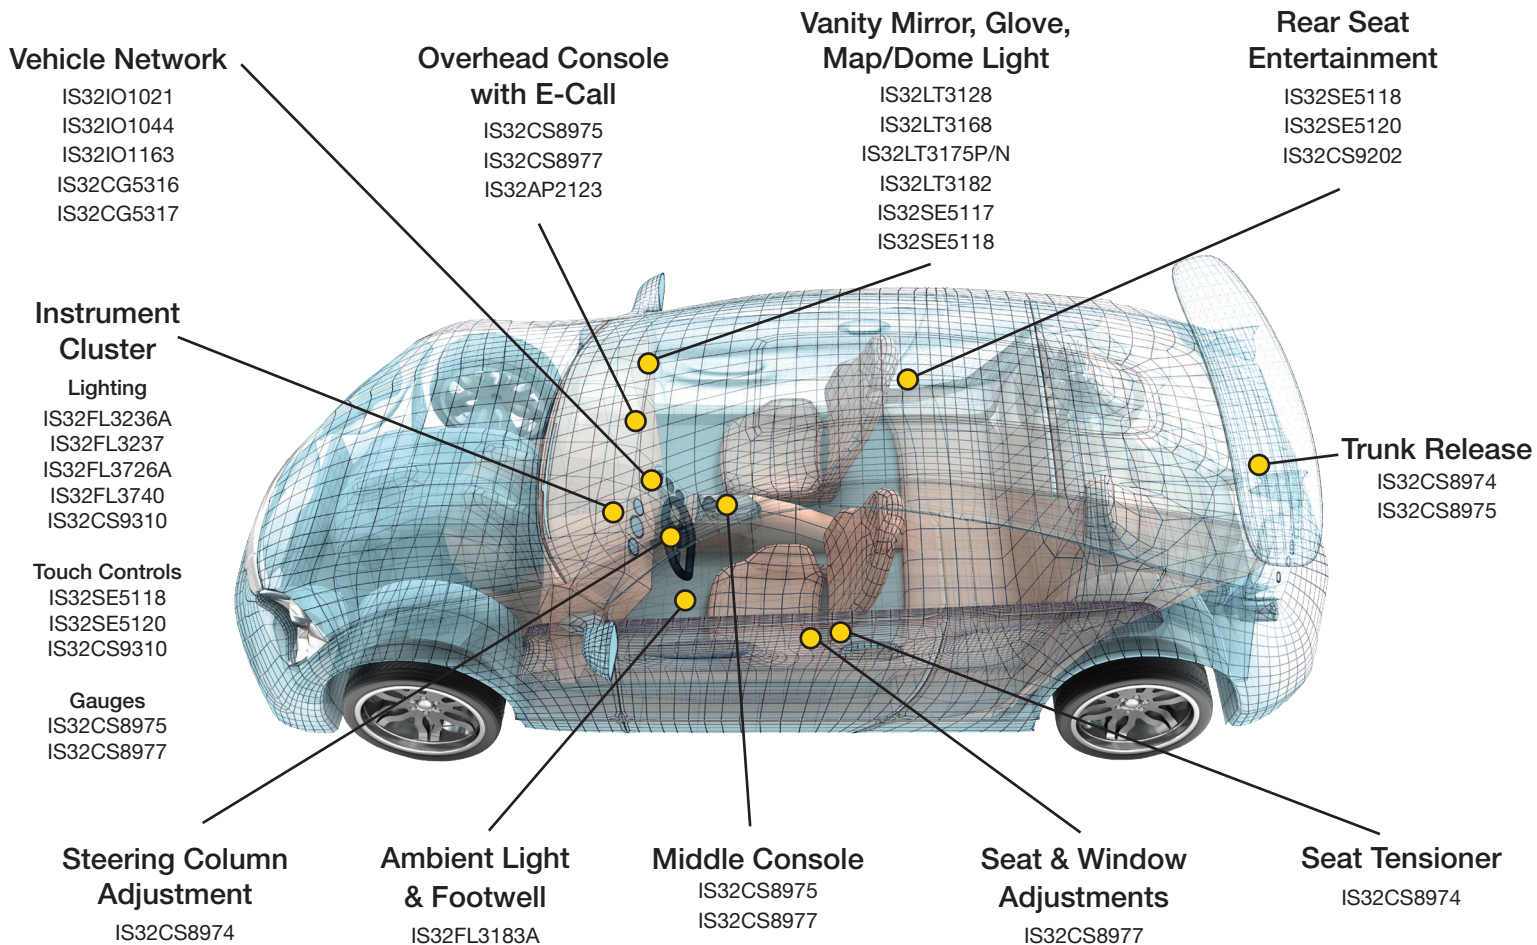 Vehicle Network
IS32IO1021
IS32IO1044
IS32IO1163
IS32CG5316
IS32CG5317
Overhead Console
with E-Call
IS32CS8975
IS32CS8977
IS32AP2123
Vanity Mirror, Glove,
Map/Dome Light
IS32LT3128
IS32LT3168
IS32LT3175P/N
IS32LT3182
IS32SE5117
IS32SE5118
Rear Seat
Entertainment
IS32SE5118
IS32SE5120
IS32CS9202
Instrument
Cluster
Lighting
IS32FL3236A
IS32FL3237
IS32FL3726A
IS32FL3740
IS32CS9310
Touch Controls
IS32SE5118
IS32SE5120
IS32CS9310
Gauges
IS32CS8975
IS32CS8977
Trunk Release
IS32CS8974
IS32CS8975
Steering Column
Adjustment
IS32CS8974
Ambient Light
& Footwell
IS32FL3183A
Middle Console
IS32CS8975
IS32CS8977
Seat & Window
Adjustments
IS32CS8977
Seat Tensioner
IS32CS8974